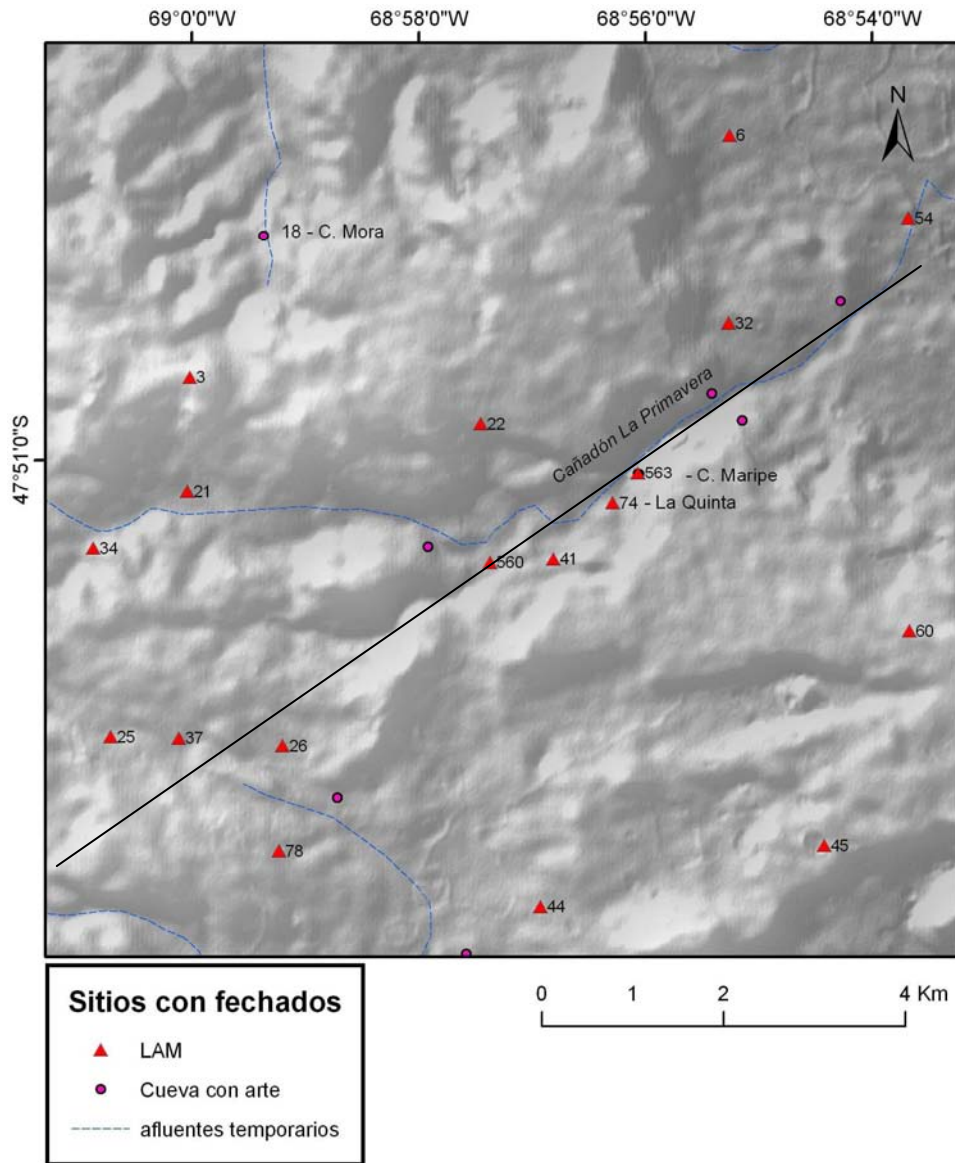 69°0'0"W
68°58'0"W
68°56'0"W
68°54'0"W
N
6
54
18 - C. Mora
32
3
22
Cañadón La Primavera
47°51'0"S
563 - C. Maripe
21
74 - La Quinta
34
560
41
60
25
37
26
78
45
44
Sitios con fechados
LAM
Cueva con arte
afluentes temporarios
0 1 2 4 Km